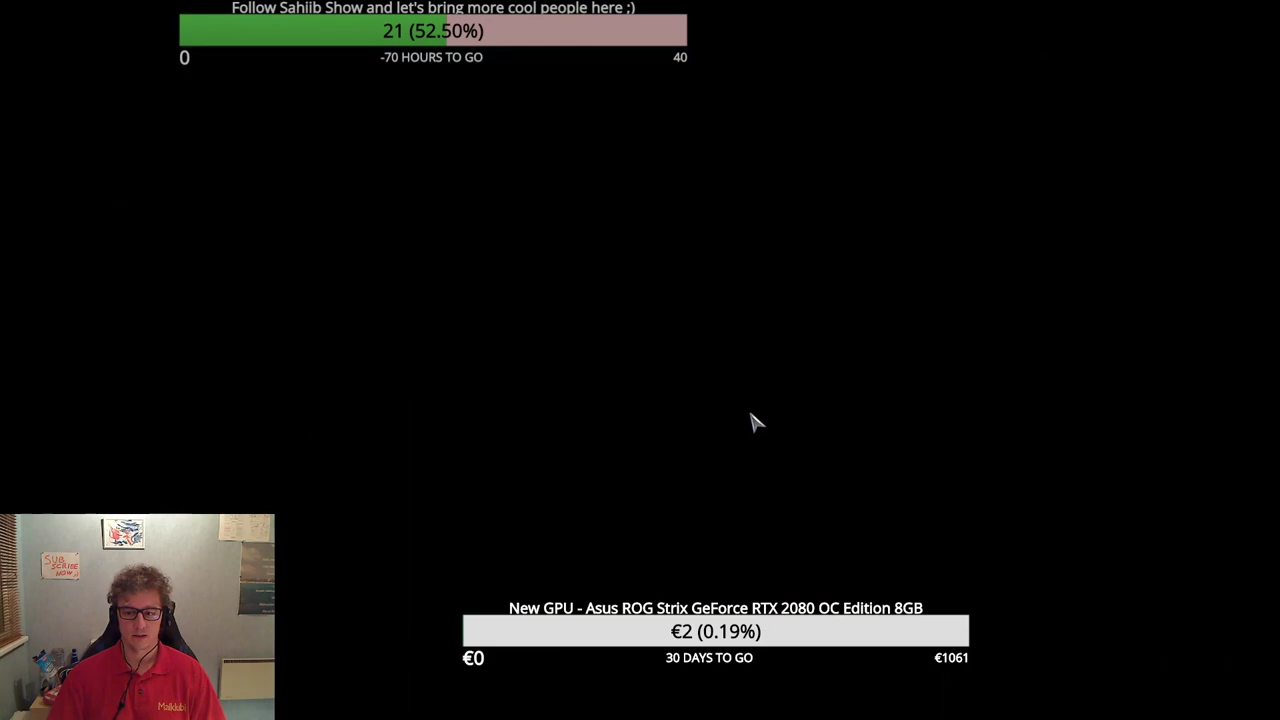 Follow Sahiib Show and let's bring more cool people here ;)
21 (52.50%)
0
-70 HOURS TO GO
40
SUB
SCRIBE
NOW ;)
New GPU - Asus ROG Strix GeForce RTX 2080 OC Edition 8GB
€2 (0.19%)
€0
30 DAYS TO GO
€1061